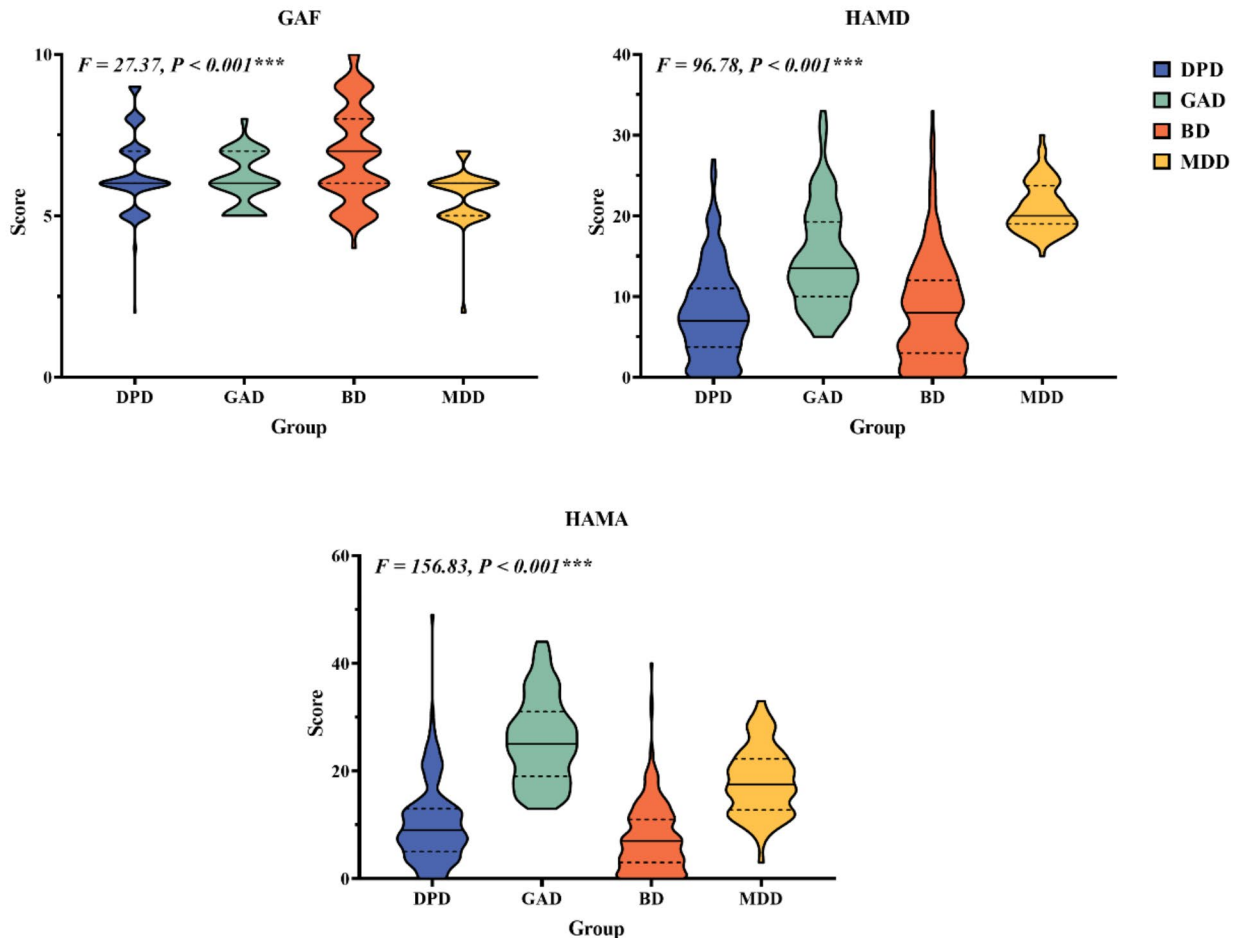 GAF
F = 27.37, P < 0.001***
10
5
0
Score
DPD GAD BD MDD
Group
HAMD
F = 96.78, P < 0.001***
40
30
20
10
0
Score
DPD GAD BD MDD
Group
DPD
GAD
BD
MDD
HAMA
F = 156.83, P < 0.001***
60
40
20
0
Score
DPD GAD BD MDD
Group